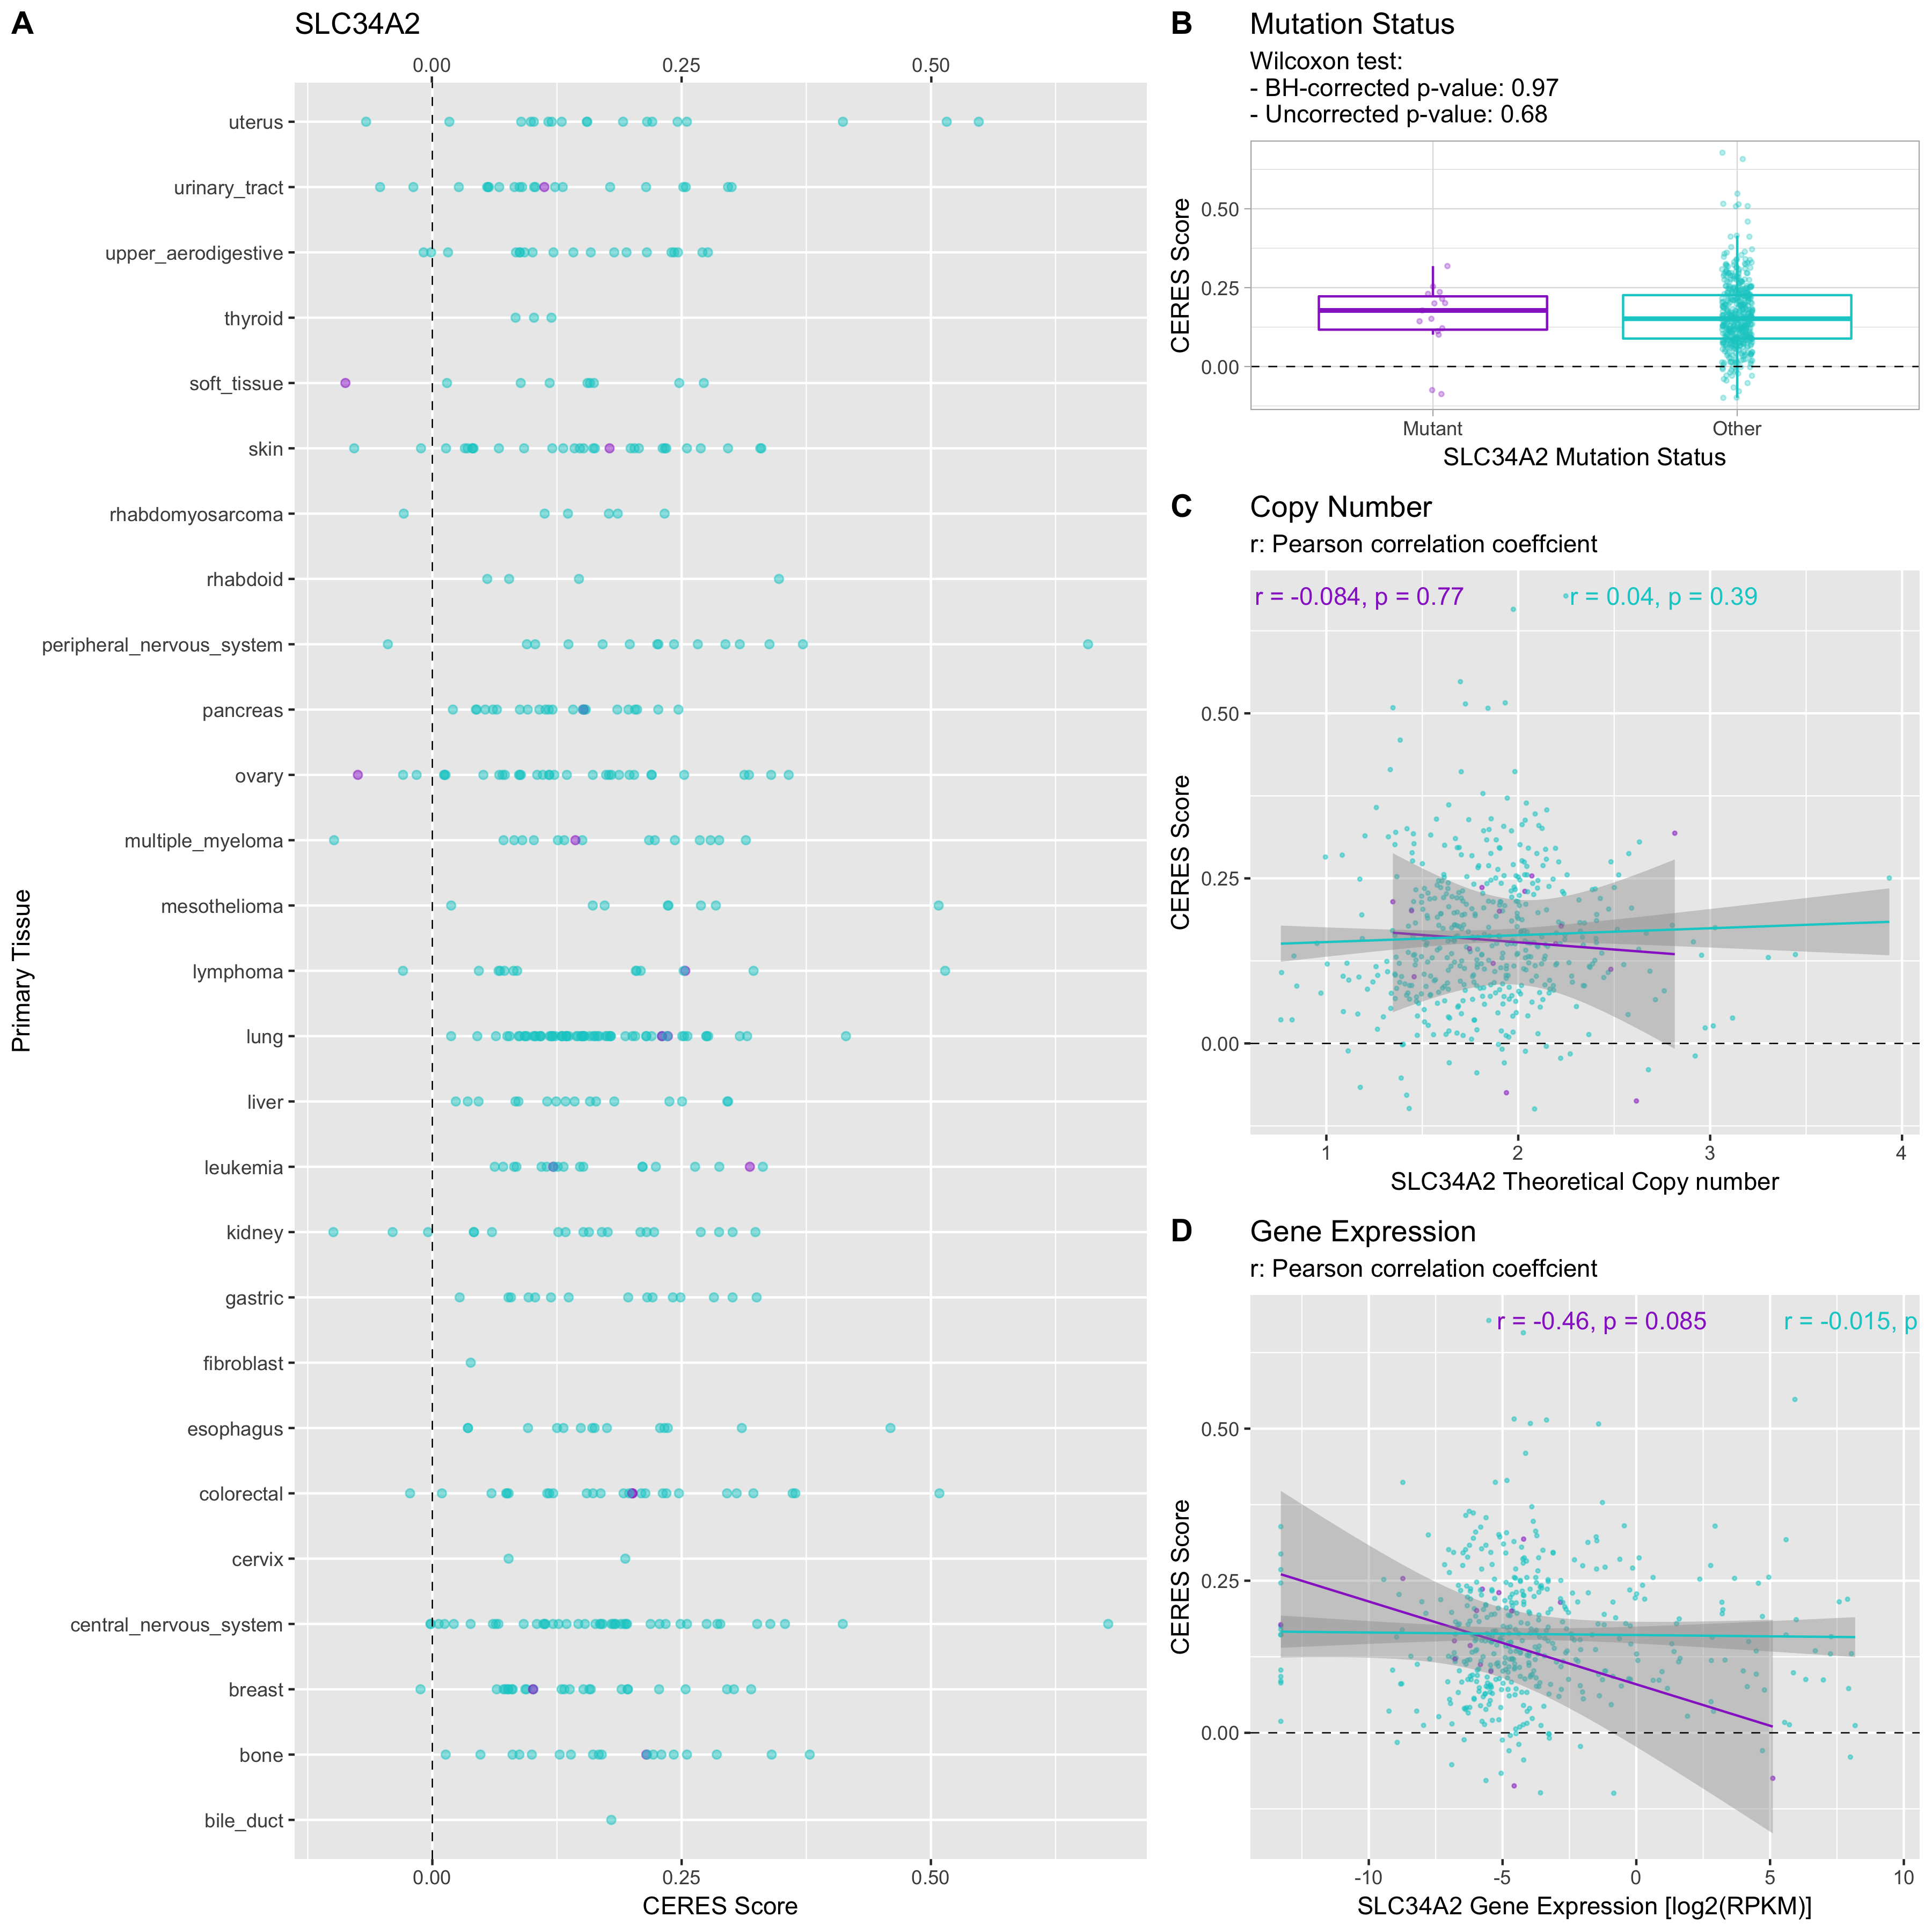 A
SLC34A2
0.00 0.25 0.50
uterus
urinary_tract
upper_aerodigestive
thyroid
soft_tissue
skin
rhabdomyosarcoma
rhabdoid
peripheral_nervous_system
pancreas
ovary
multiple_myeloma
mesothelioma
lymphoma
lung
liver
leukemia
kidney
gastric
fibroblast
esophagus
colorectal
cervix
central_nervous_system
breast
bone
bile_duct
Primary Tissue
0.00 0.25 0.50
CERES Score
B
Mutation Status
Wilcoxon test:
- BH-corrected p-value: 0.97
- Uncorrected p-value: 0.68
CERES Score
0.50
0.25
0.00
Mutant Other
SLC34A2 Mutation Status
C
Copy Number
r: Pearson correlation coeffcient
r = -0.084, p = 0.77 r = 0.04, p = 0.39
CERES Score
0.50
0.25
0.00
1 2 3 4
SLC34A2 Theoretical Copy number
D
Gene Expression
r: Pearson correlation coeffcient
r = -0.46, p = 0.085 r = -0.015, p
CERES Score
0.50
0.25
0.00
-10 -5 0 5 10
SLC34A2 Gene Expression [log2(RPKM)]